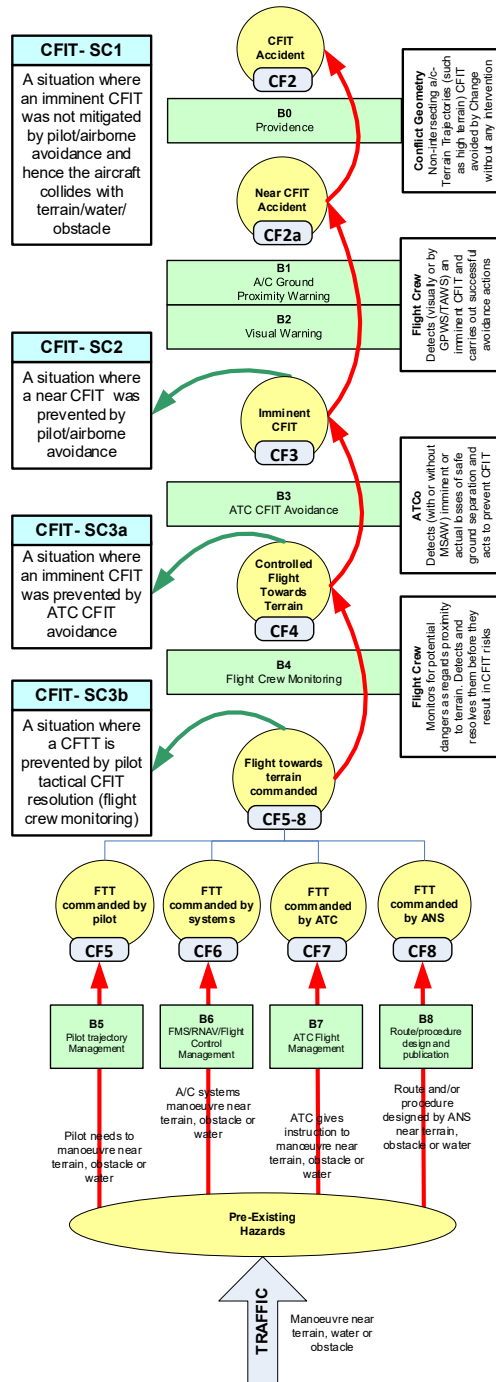 CFIT- SC1
A situation where
an imminent CFIT
was not mitigated
by pilot/airborne
avoidance and
hence the aircraft
collides with
terrain/water/
obstacle
CFIT
Accident
CF2
B0
Providence
Conflict Geometry
Non-intersecting a/c-
Terrain Trajectories (such
as high terrain) CFIT
avoided by Change
without any intervention
Near CFIT
Accident
CF2a
B1
A/C Ground
Proximity Warning
B2
Visual Warning
Flight Crew
Detects (visually or by
GPWS/TAWS) an
imminent CFIT and
carries out successful
avoidance actions
CFIT- SC2
A situation where
a near CFIT was
prevented by
pilot/airborne
avoidance
Imminent
CFIT
CF3
B3
ATC CFIT Avoidance
ATCo
Detects (with or without
MSAW) imminent or
actual losses of safe
ground separation and
acts to prevent CFIT
CFIT- SC3a
A situation where
an imminent CFIT
was prevented by
ATC CFIT
avoidance
Controlled
Flight
Towards
Terrain
CF4
B4
Flight Crew Monitoring
Flight Crew
Monitors for potential
dangers as regards proximity
to terrain. Detects and
resolves them before they
result in CFIT risks
CFIT- SC3b
A situation where
a CFTT is
prevented by pilot
tactical CFIT
resolution (flight
crew monitoring)
Flight towards
terrain
commanded
CF5-8
FTT
commanded by
pilot
CF5
FTT
commanded by
systems
CF6
FTT
commanded
by ATC
CF7
FTT
commanded
by ANS
CF8
B5
Pilot trajectory
Management
B6
FMS/RNAV/Flight
Control
Management
B7
ATC Flight
Management
B8
Route/procedure
design and
publication
Pilot needs to
manoeuvre near
terrain, obstacle or
water
A/C systems
manoeuvre near
terrain, obstacle or
water
ATC gives
instruction to
manoeuvre near
terrain, obstacle or
water
Route and/or
procedure
designed by ANS
near terrain,
obstacle or water
Pre-Existing
Hazards
TRAFFIC
Manoeuvre near
terrain, water or
obstacle